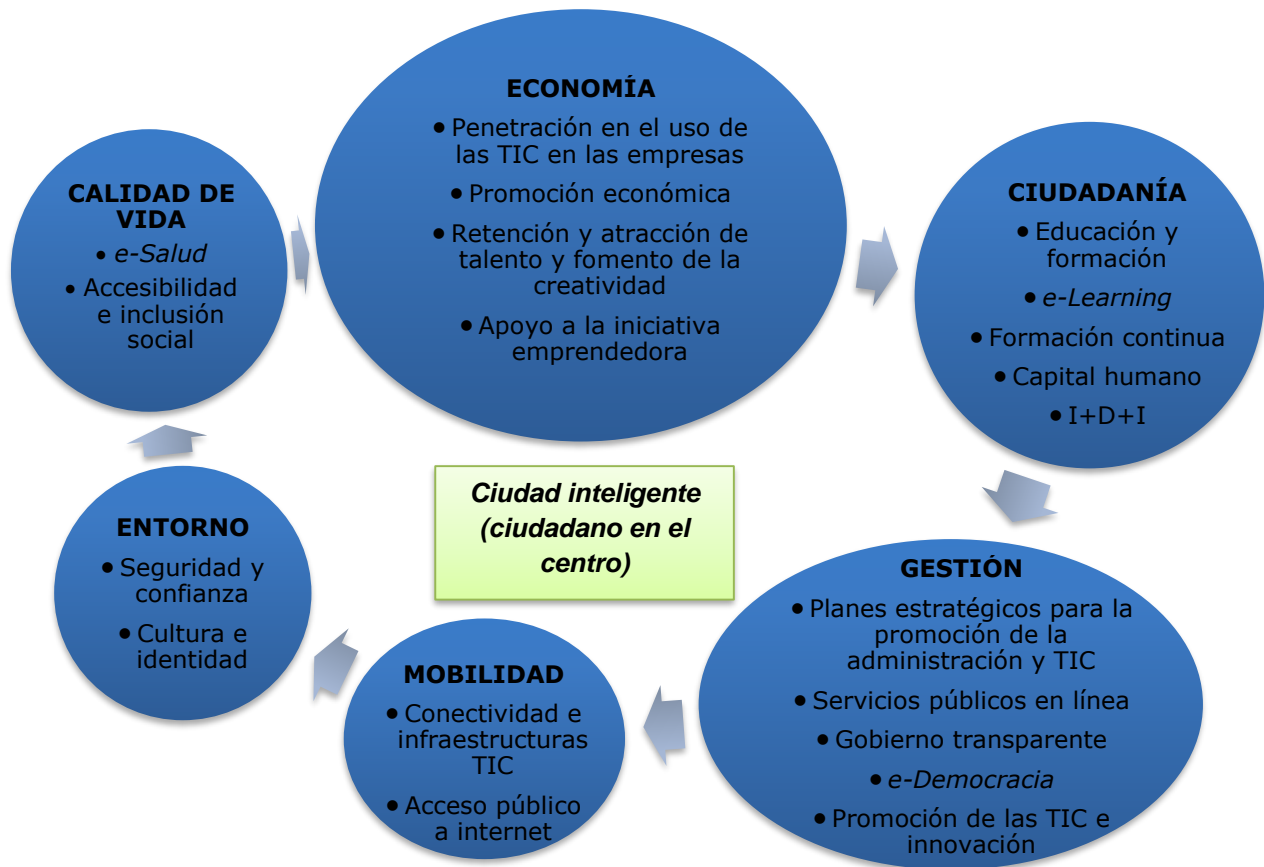 ECONOMÍA
• Penetración en el uso de
las TIC en las empresas
• Promoción económica
• Retención y atracción de
talento y fomento de la
creatividad
• Apoyo a la iniciativa
emprendedora
CIUDADANÍA
• Educación y
formación
• e-Learning
• Formación continua
• Capital humano
• I+D+I
GESTIÓN
• Planes estratégicos para la
promoción de la
administración y TIC
• Servicios públicos en línea
• Gobierno transparente
• e-Democracia
• Promoción de las TIC e
innovación
MOBILIDAD
• Conectividad e
infraestructuras
TIC
• Acceso público
a internet
ENTORNO
• Seguridad y
confianza
• Cultura e
identidad
CALIDAD DE
VIDA
• e-Salud
• Accesibilidad
e inclusión
social
Ciudad inteligente
(ciudadano en el
centro)